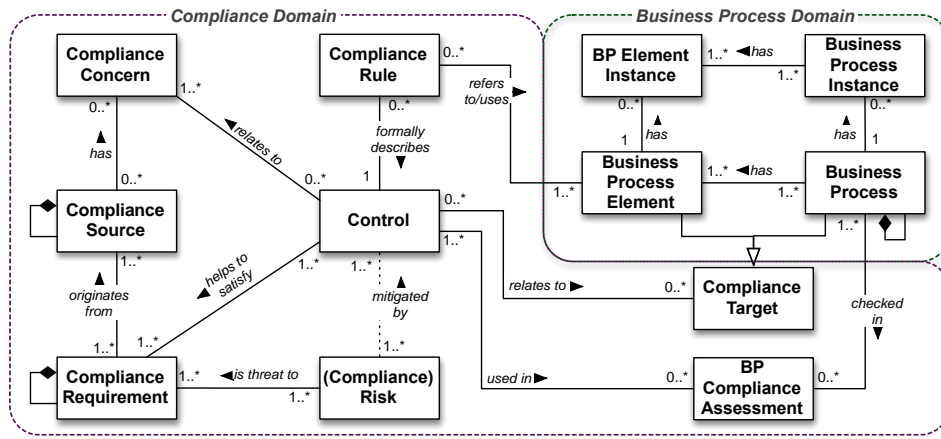 Compliance Domain
Business Process Domain
Compliance
Concern
1..*
0..*
has
0..*
relates to
0..*
Compliance
Rule
0..*
0..*
formally
describes
1
refers
to/uses
1..*
BP Element
Instance
1..*
has
1..*
Business
Process
Instance
0..*
has
1
0..*
has
1
Business
Process
Element
1..*
has
1..*
Business
Process
1..*
Compliance
Source
1..*
originates
from
1..*
Control
0..*
1..*
1..*
1..*
helps to
satisfy
1..*
mitigated
by
1..*
relates to
0..*
Compliance
Target
checked
in
Compliance
Requirement
1..*
is threat to
1..*
(Compliance)
Risk
used in
0..*
BP
Compliance
Assessment
0..*